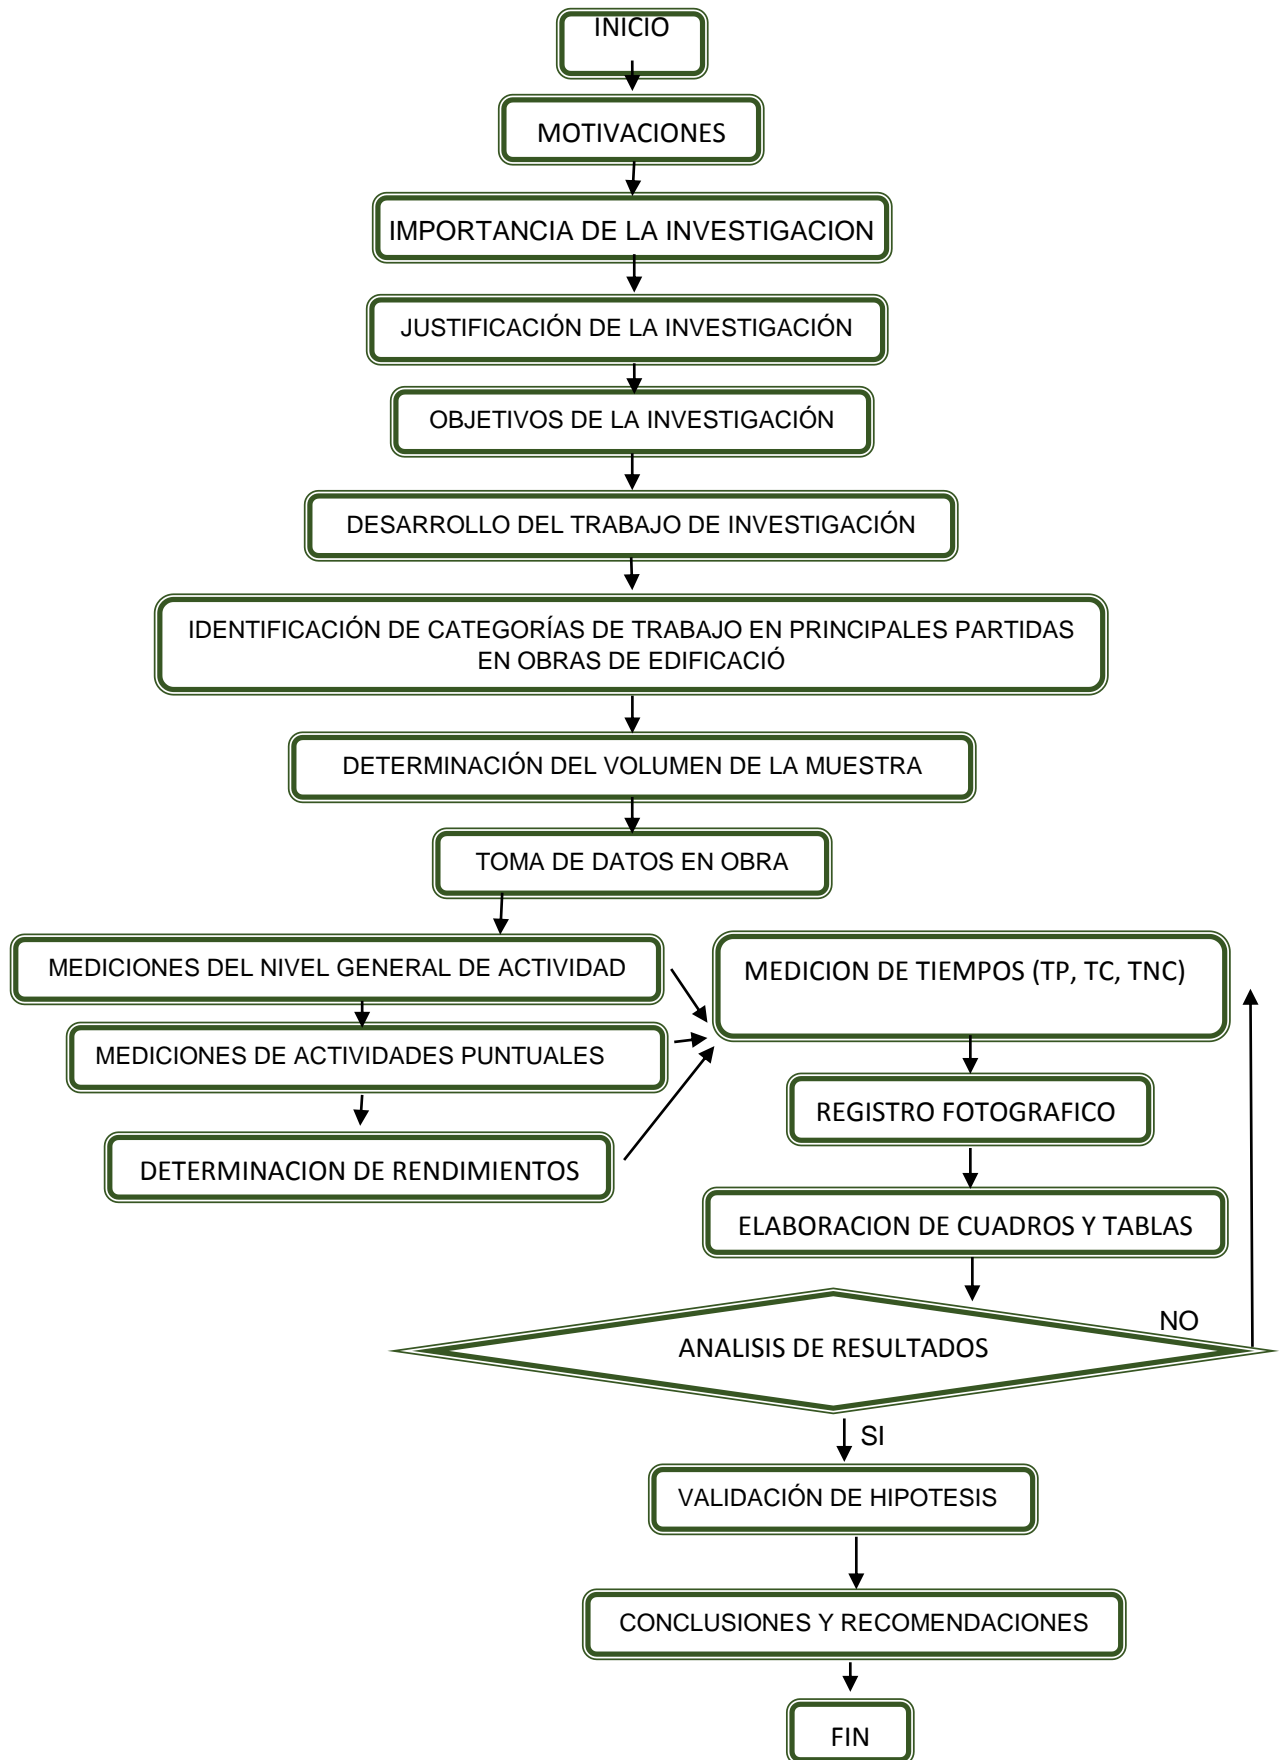 INICIO
MOTIVACIONES
IMPORTANCIA DE LA INVESTIGACION
JUSTIFICACIÓN DE LA INVESTIGACIÓN
OBJETIVOS DE LA INVESTIGACIÓN
DESARROLLO DEL TRABAJO DE INVESTIGACIÓN
IDENTIFICACIÓN DE CATEGORÍAS DE TRABAJO EN PRINCIPALES PARTIDAS
EN OBRAS DE EDIFICACIÓ
DETERMINACIÓN DEL VOLUMEN DE LA MUESTRA
TOMA DE DATOS EN OBRA
MEDICIONES DEL NIVEL GENERAL DE ACTIVIDAD
MEDICIONES DE ACTIVIDADES PUNTUALES
DETERMINACION DE RENDIMIENTOS
MEDICION DE TIEMPOS (TP, TC, TNC)
REGISTRO FOTOGRAFICO
ELABORACION DE CUADROS Y TABLAS
ANALISIS DE RESULTADOS
NO
SI
VALIDACIÓN DE HIPOTESIS
CONCLUSIONES Y RECOMENDACIONES
FIN